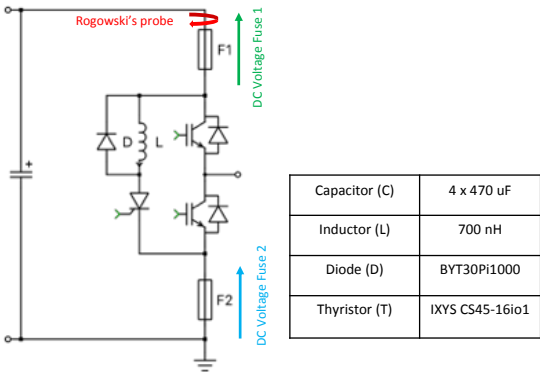 Rogowski's probe
F1
DC Voltage Fuse 1
D
L
+
F2
DC Voltage Fuse 2
Capacitor (C) 4 x 470 uF
Inductor (L) 700 nH
Diode (D) BYT30Pi1000
Thyristor (T) IXYS CS45-16io1